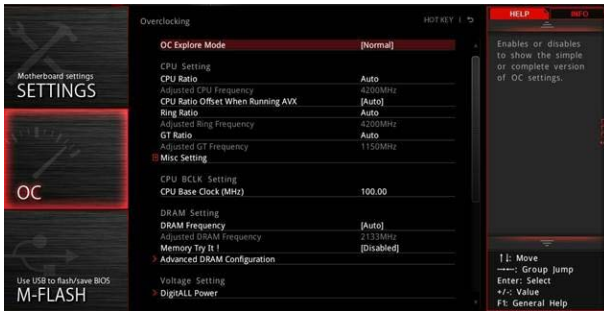 Motherboard settings
SETTINGS
OC
Use USB to flash/save BIOS
M-FLASH
Overclocking
HOT KEY
OC Explore Mode [Normal]
CPU Setting
CPU Ratio Auto
Adjusted CPU Frequency 4200MHz
CPU Ratio Offset When Running AVX [Auto]
Ring Ratio Auto
Adjusted Ring Frequency 4200MHz
GT Ratio Auto
Adjusted GT Frequency 1150MHz
Misc Setting
CPU BCLK Setting
CPU Base Clock (MHz) 100.00
DRAM Setting
DRAM Frequency [Auto]
Adjusted DRAM Frequency 2133MHz
Memory Try It ! [Disabled]
Advanced DRAM Configuration
Voltage Setting
DigitALL Power
HELP INFO
Enables or disables
to show the simple
or complete version
of OC settings.
↑↓: Move
→←: Group Jump
Enter: Select
+/-: Value
F1: General Help